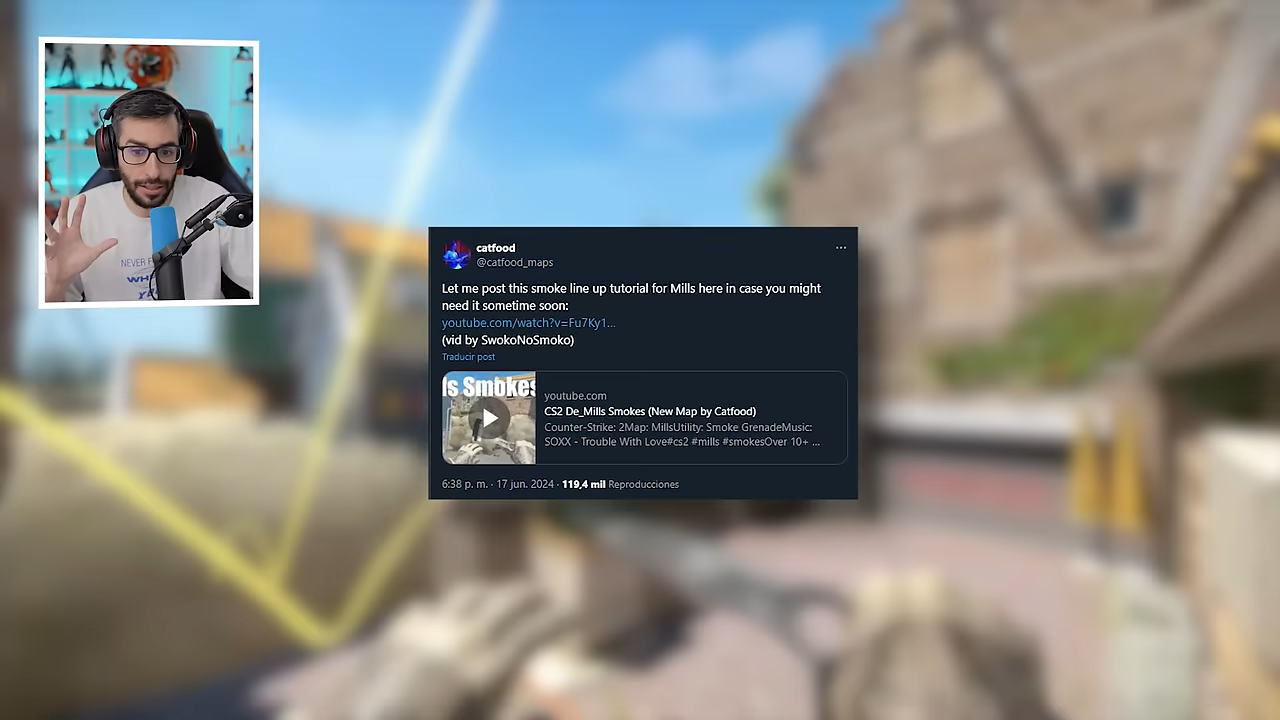 catfood
@catfood_maps
Let me post this smoke line up tutorial for Mills here in case you might
need it sometime soon:
youtube.com/watch?v=Fu7Ky1...
(vid by SwokoNoSmoko)
Traducir post
ls Smokes
youtube.com
CS2 De_Mills Smokes (New Map by Catfood)
Counter-Strike: 2Map: MillsUtility: Smoke GrenadeMusic:
SOXX - Trouble With Love#cs2 #mills #smokesOver 10+ ...
6:38 p. m. · 17 jun. 2024 · 119,4 mil Reproducciones
NEVER